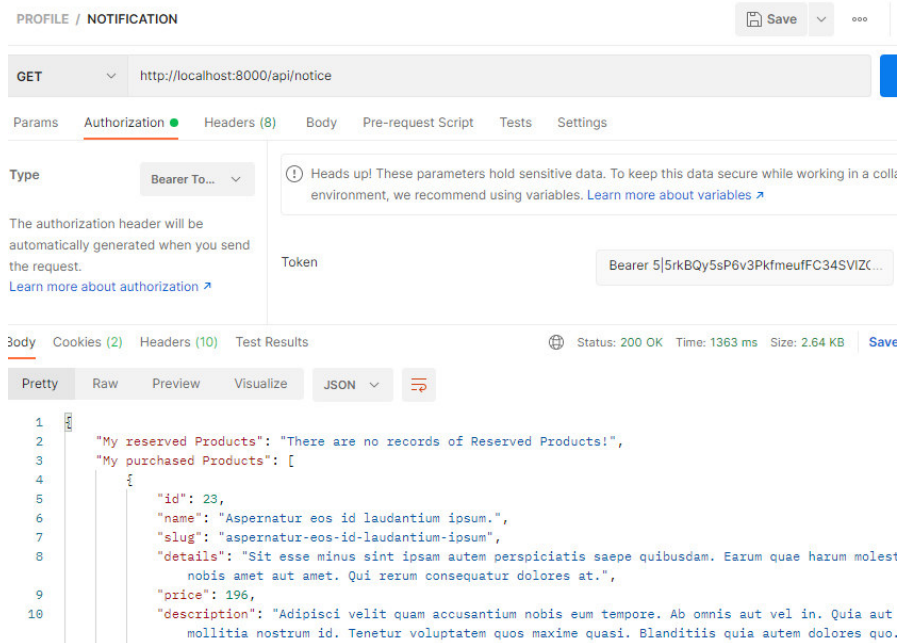 PROFILE / NOTIFICATION
Save
GET http://localhost:8000/api/notice
Params Authorization Headers (8) Body Pre-request Script Tests Settings
Type Bearer To...
Heads up! These parameters hold sensitive data. To keep this data secure while working in a colla
environment, we recommend using variables. Learn more about variables ↗
The authorization header will be
automatically generated when you send
the request.
Learn more about authorization ↗
Token Bearer 5|5rkBQy5sP6v3PkfmeufFC34SVIZ(...
Body Cookies (2) Headers (10) Test Results Status: 200 OK Time: 1363 ms Size: 2.64 KB Save
Pretty Raw Preview Visualize JSON
1 {
2 "My reserved Products": "There are no records of Reserved Products!",
3 "My purchased Products": [
4 {
5 "id": 23,
6 "name": "Aspernatur eos id laudantium ipsum.",
7 "slug": "aspernatur-eos-id-laudantium-ipsum",
8 "details": "Sit esse minus sint ipsam autem perspiciatis saepe quibusdam. Earum quae harum molest
nobis amet aut amet. Qui rerum consequatur dolores at.",
9 "price": 196,
10 "description": "Adipisci velit quam accusantium nobis eum tempore. Ab omnis aut vel in. Quia aut
mollitia nostrum id. Tenetur voluptatem quos maxime quasi. Blanditiis quia autem dolores quo.